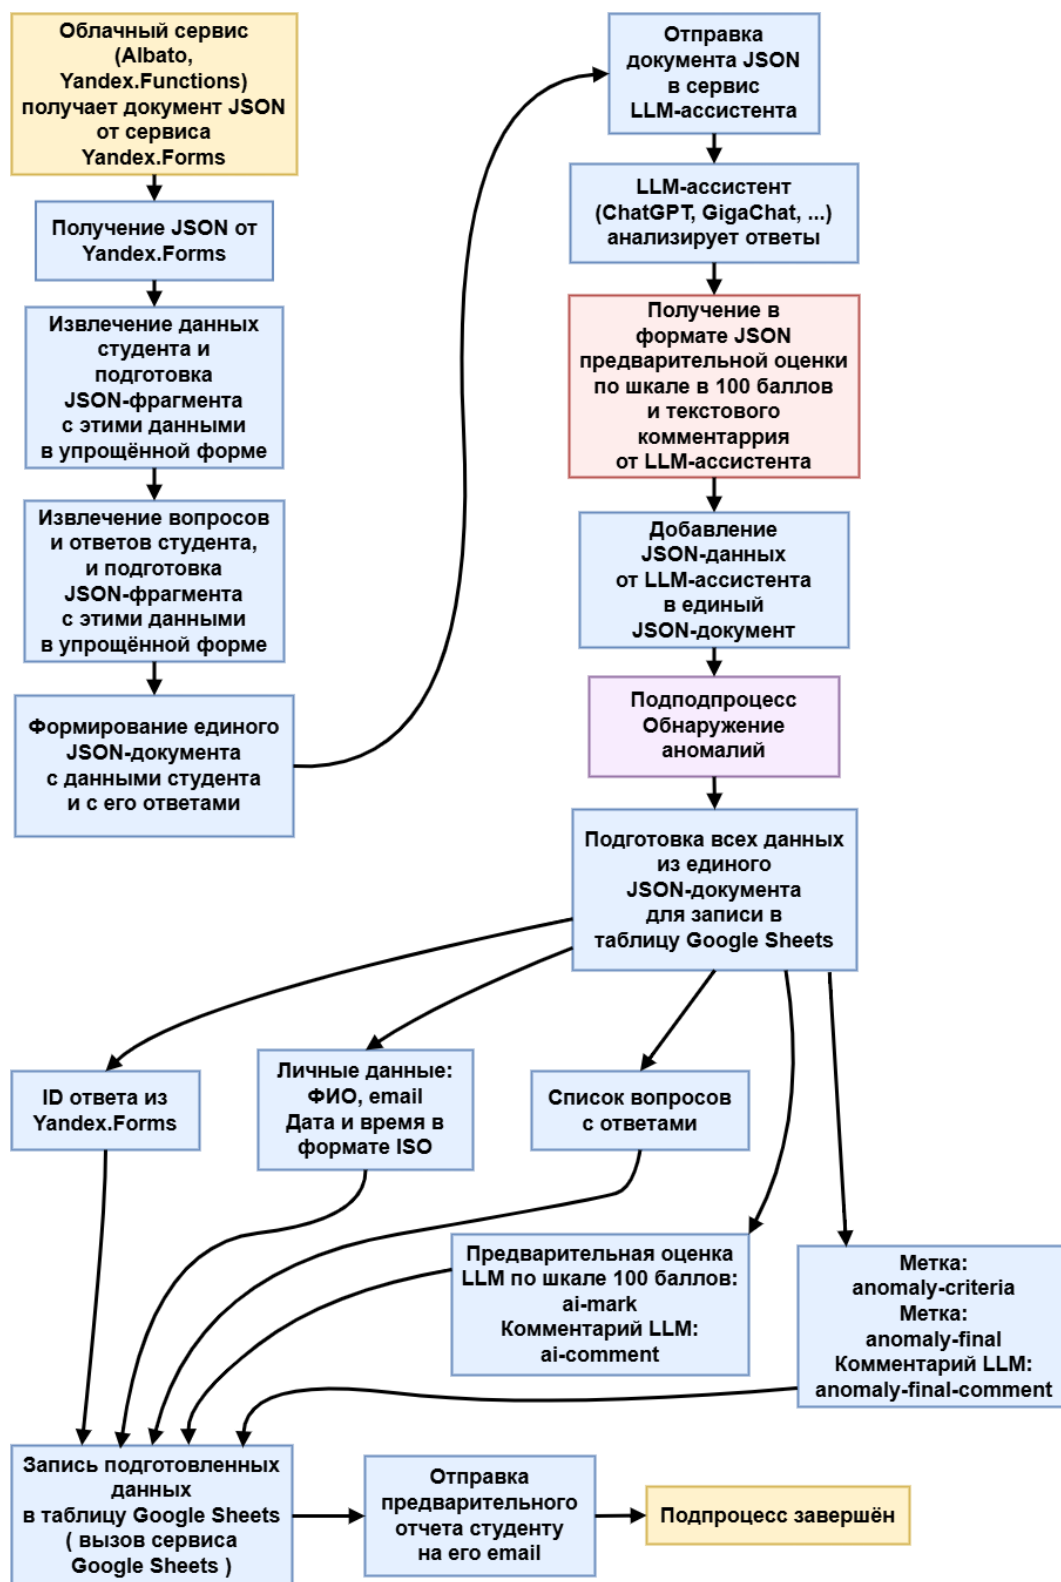 Облачный сервис
(Albato,
Yandex.Functions)
получает документ JSON
от сервиса
Yandex.Forms
Получение JSON от
Yandex.Forms
Извлечение данных
студента и
подготовка
JSON-фрагмента
с этими данными
в упрощённой форме
Извлечение вопросов
и ответов студента,
и подготовка
JSON-фрагмента
с этими данными
в упрощённой форме
Формирование единого
JSON-документа
с данными студента
и с его ответами
Отправка
документа JSON
в сервис
LLM-ассистента
LLM-ассистент
(ChatGPT, GigaChat, ...)
анализирует ответы
Получение в
формате JSON
предварительной оценки
по шкале в 100 баллов
и текстового
комментаррия
от LLM-ассистента
Добавление
JSON-данных
от LLM-ассистента
в единый
JSON-документ
Подподпроцесс
Обнаружение
аномалий
Подготовка всех данных
из единого
JSON-документа
для записи в
таблицу Google Sheets
ID ответа из
Yandex.Forms
Личные данные:
ФИО, email
Дата и время в
формате ISO
Список вопросов
с ответами
Предварительная оценка
LLM по шкале 100 баллов:
ai-mark
Комментарий LLM:
ai-comment
Метка:
anomaly-criteria
Метка:
anomaly-final
Комментарий LLM:
anomaly-final-comment
Запись подготовленных
данных
в таблицу Google Sheets
( вызов сервиса
Google Sheets )
Отправка
предварительного
отчета студенту
на его email
Подпроцесс завершён